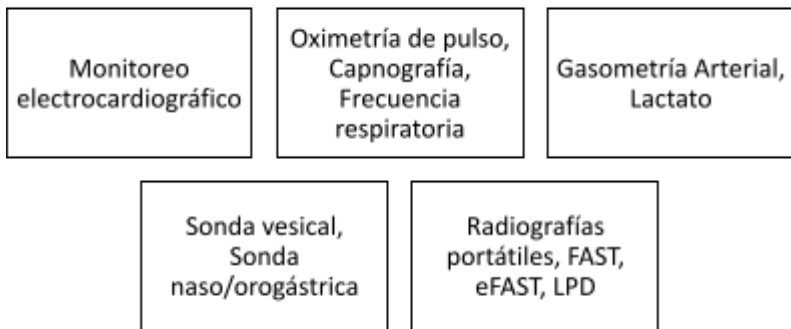 Monitoreo
electrocardiográfico
Oximetría de pulso,
Capnografía,
Frecuencia
respiratoria
Gasometría Arterial,
Lactato
Sonda vesical,
Sonda
naso/orogástrica
Radiografías
portátiles, FAST,
eFAST, LPD